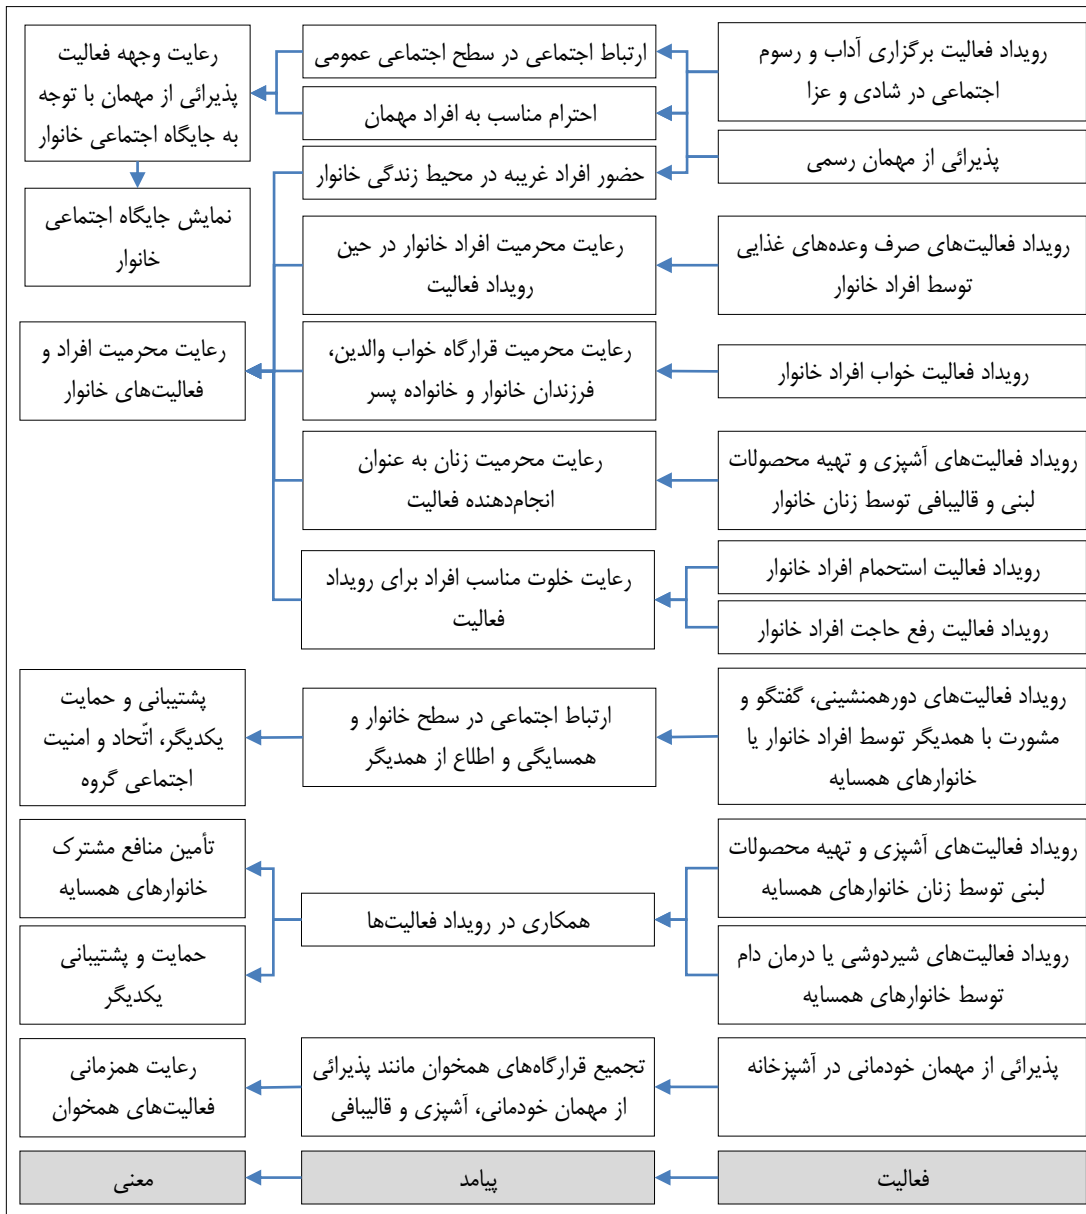 رویداد فعالیت برگزاری آداب و رسوم
اجتماعی در شادی و عزا
پذیرائی از مهمان رسمی
ارتباط اجتماعی در سطح اجتماعی عمومی
احترام مناسب به افراد مهمان
حضور افراد غریبه در محیط زندگی خانوار
رعایت وجهه فعالیت
پذیرائی از مهمان با توجه
به جایگاه اجتماعی خانوار
نمایش جایگاه اجتماعی
خانوار
رویداد فعالیت‌های صرف وعده‌های غذایی
توسط افراد خانوار
رعایت محرمیت افراد خانوار در حین
رویداد فعالیت
رویداد فعالیت خواب افراد خانوار
رعایت محرمیت قرارگاه خواب والدین،
فرزندان خانوار و خانواده پسر
رعایت محرمیت افراد و
فعالیت‌های خانوار
رویداد فعالیت‌های آشپزی و تهیه محصولات
لبنی و قالیبافی توسط زنان خانوار
رعایت محرمیت زنان به عنوان
انجام‌دهنده فعالیت
رویداد فعالیت استحمام افراد خانوار
رویداد فعالیت رفع حاجت افراد خانوار
رعایت خلوت مناسب افراد برای رویداد
فعالیت
رویداد فعالیت‌های دورهمنشینی، گفتگو و
مشورت با همدیگر توسط افراد خانوار یا
خانوارهای همسایه
ارتباط اجتماعی در سطح خانوار و
همسایگی و اطلاع از همدیگر
پشتیبانی و حمایت
یکدیگر، اتّحاد و امنیت
اجتماعی گروه
رویداد فعالیت‌های آشپزی و تهیه محصولات
لبنی توسط زنان خانوارهای همسایه
رویداد فعالیت‌های شیردوشی یا درمان دام
توسط خانوارهای همسایه
همکاری در رویداد فعالیت‌ها
تأمین منافع مشترک
خانوارهای همسایه
حمایت و پشتیبانی
یکدیگر
پذیرائی از مهمان خودمانی در آشپزخانه
تجمیع قرارگاه‌های همخوان مانند پذیرائی
از مهمان خودمانی، آشپزی و قالیبافی
رعایت همزمانی
فعالیت‌های همخوان
فعالیت
پیامد
معنی